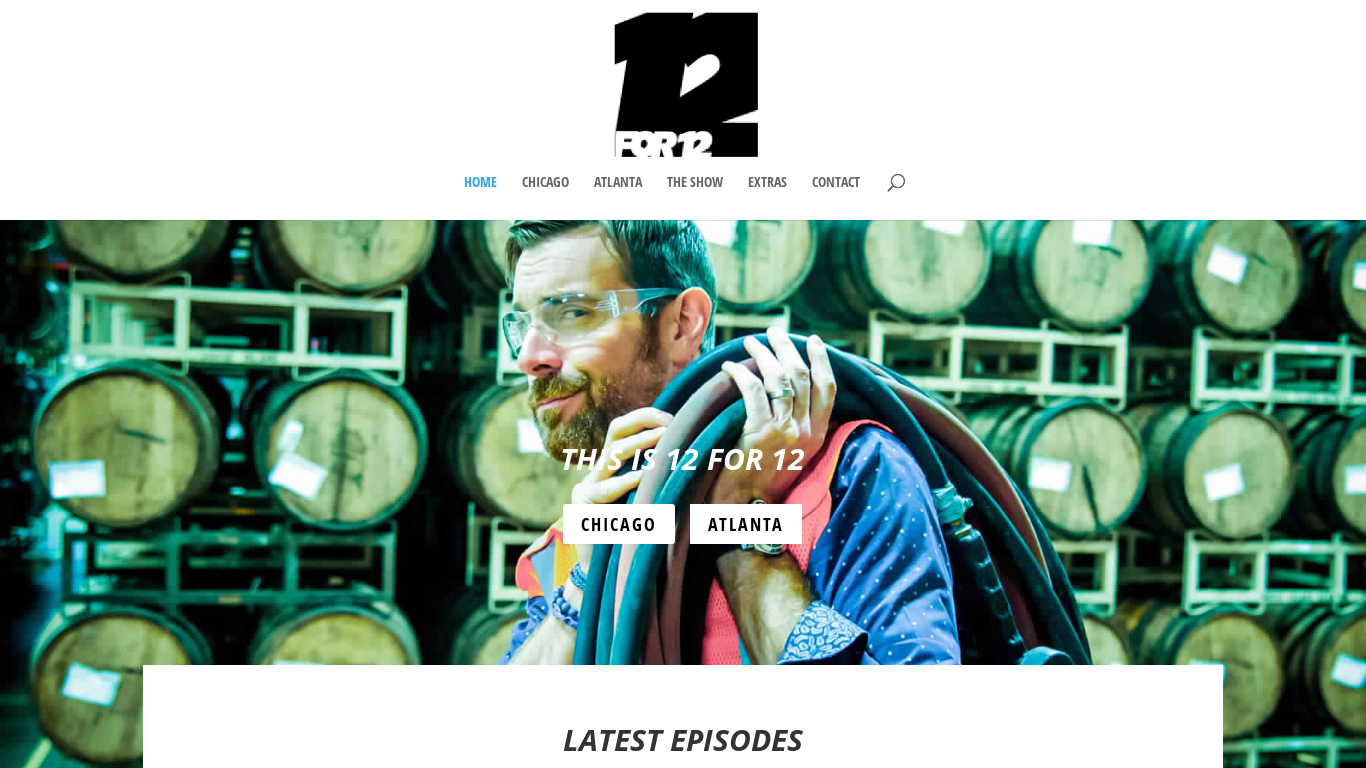 12
FOR 12
HOME CHICAGO ATLANTA THE SHOW EXTRAS CONTACT
THIS IS 12 FOR 12
CHICAGO ATLANTA
LATEST EPISODES